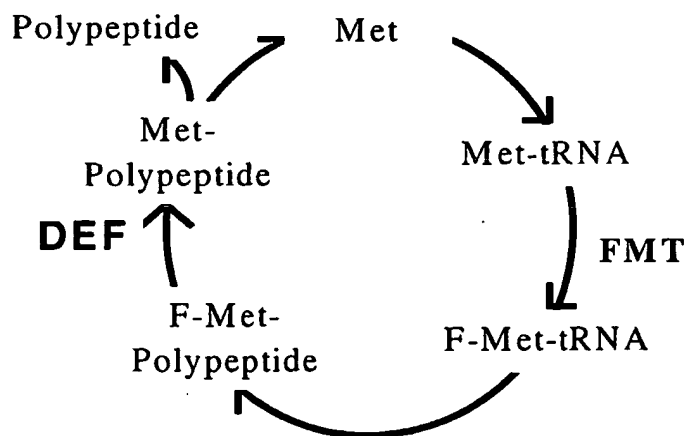 Polypeptide
Met
Met-
Polypeptide
Met-tRNA
DEF
FMT
F-Met-
Polypeptide
F-Met-tRNA